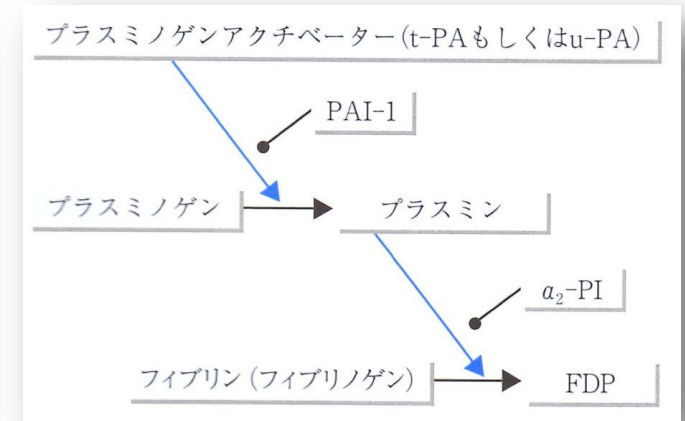 プラスミノゲンアクチベーター(t-PAもしくはu-PA)
PAI-1
プラスミノゲン
プラスミン
α₂-PI
フィブリン(フィブリノゲン)
FDP